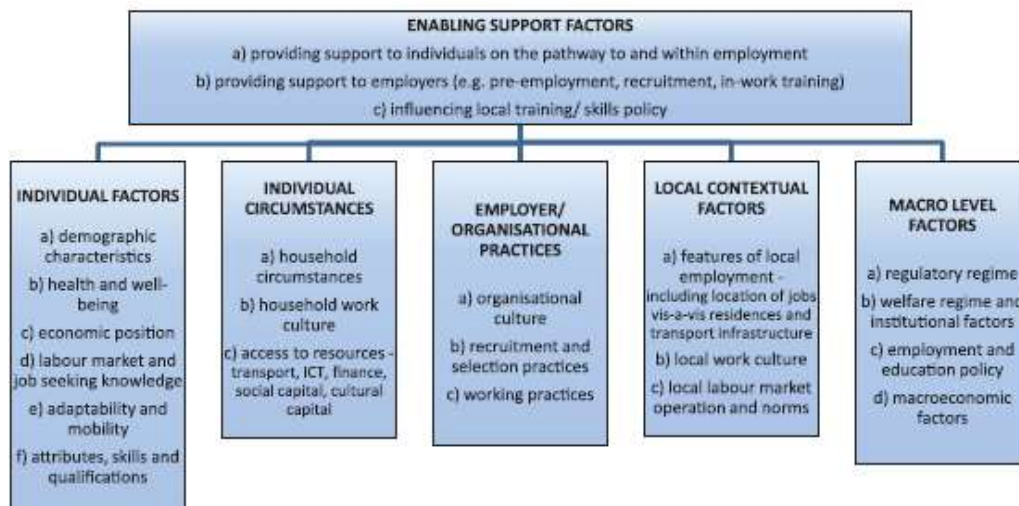 ENABLING SUPPORT FACTORS
a) providing support to individuals on the pathway to and within employment
b) providing support to employers (e.g. pre-employment, recruitment, in-work training)
c) influencing local training/ skills policy
INDIVIDUAL FACTORS
a) demographic
characteristics
b) health and well-
being
c) economic position
d) labour market and
job seeking knowledge
e) adaptability and
mobility
f) attributes, skills and
qualifications
INDIVIDUAL
CIRCUMSTANCES
a) household
circumstances
b) household work
culture
c) access to resources -
transport, ICT, finance,
social capital, cultural
capital
EMPLOYER/
ORGANISATIONAL
PRACTICES
a) organisational
culture
b) recruitment and
selection practices
c) working practices
LOCAL CONTEXTUAL
FACTORS
a) features of local
employment -
including location of jobs
vis-a-vis residences and
transport infrastructure
b) local work culture
c) local labour market
operation and norms
MACRO LEVEL
FACTORS
a) regulatory regime
b) welfare regime and
institutional factors
c) employment and
education policy
d) macroeconomic
factors